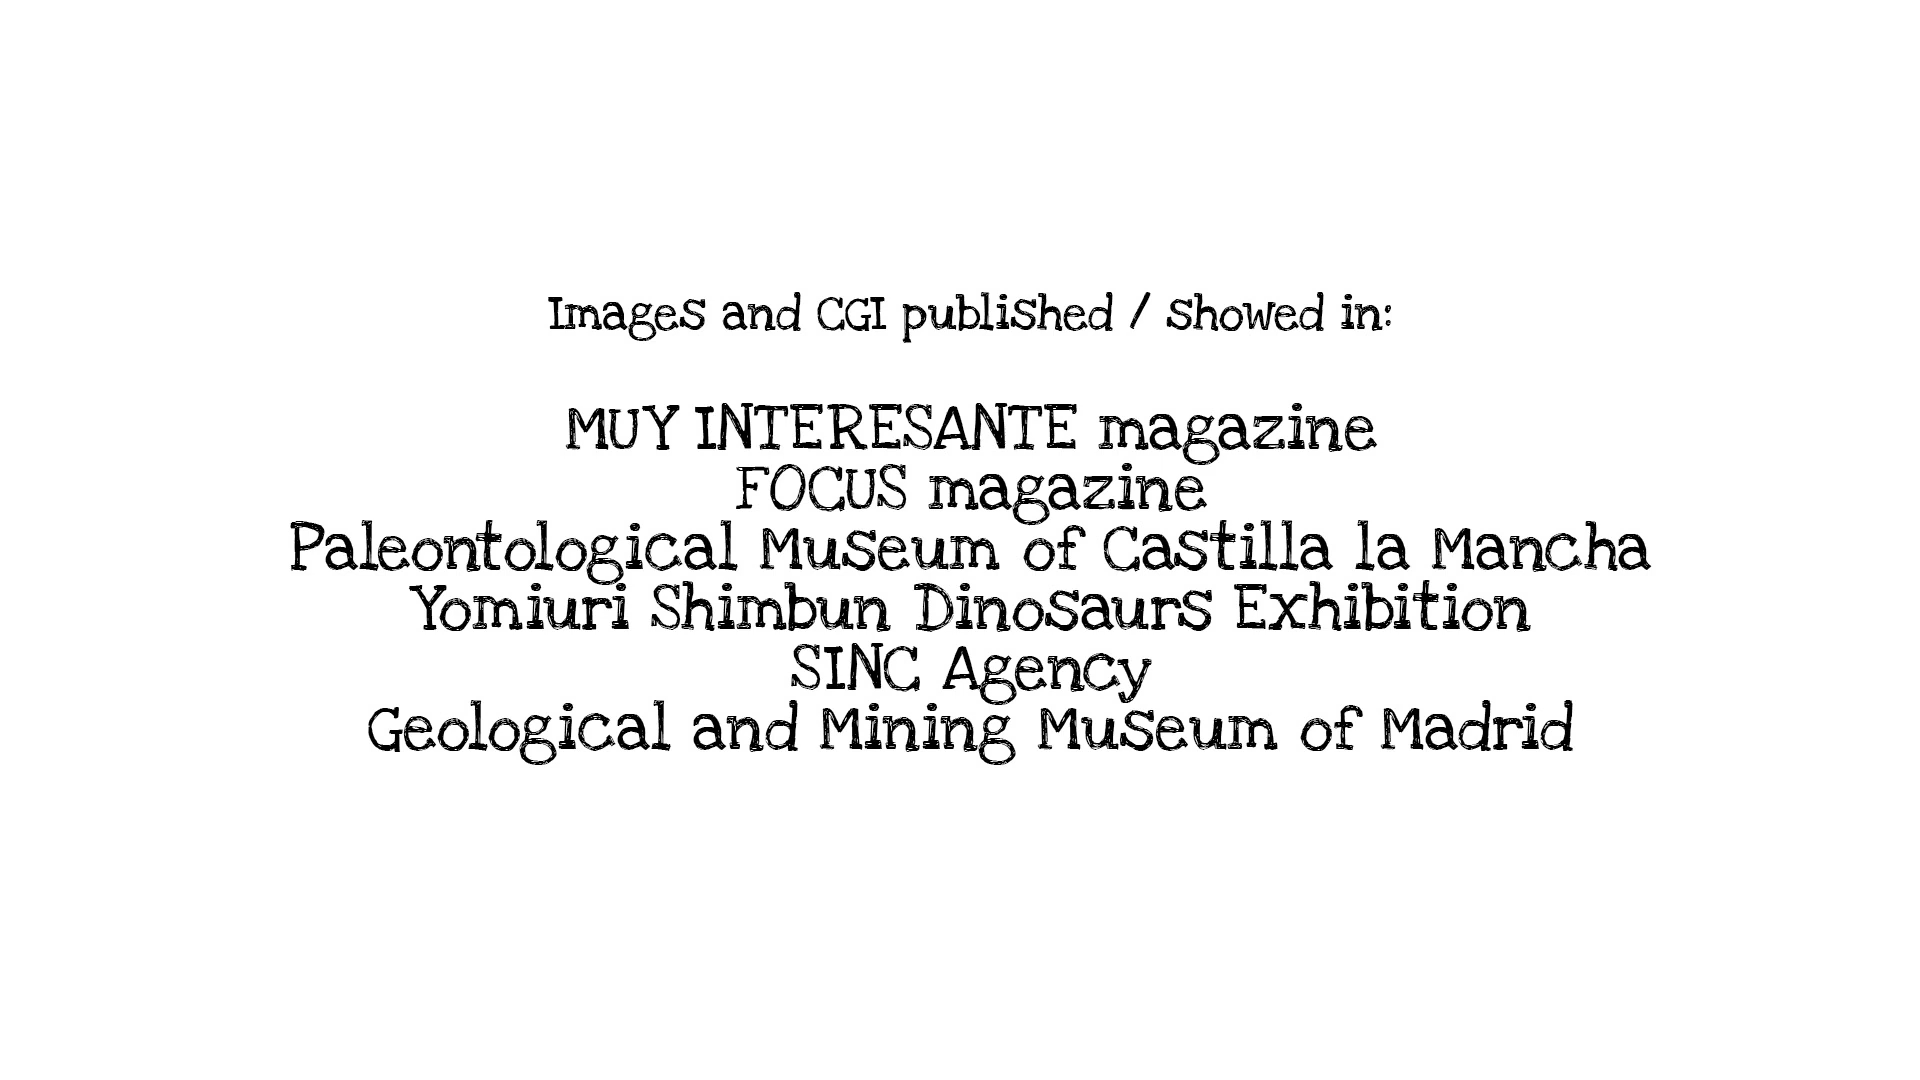 Images and CGI published / showed in:
MUY INTERESANTE magazine
FOCUS magazine
Paleontological Museum of Castilla la Mancha
Yomiuri Shimbun Dinosaurs Exhibition
SINC Agency
Geological and Mining Museum of Madrid